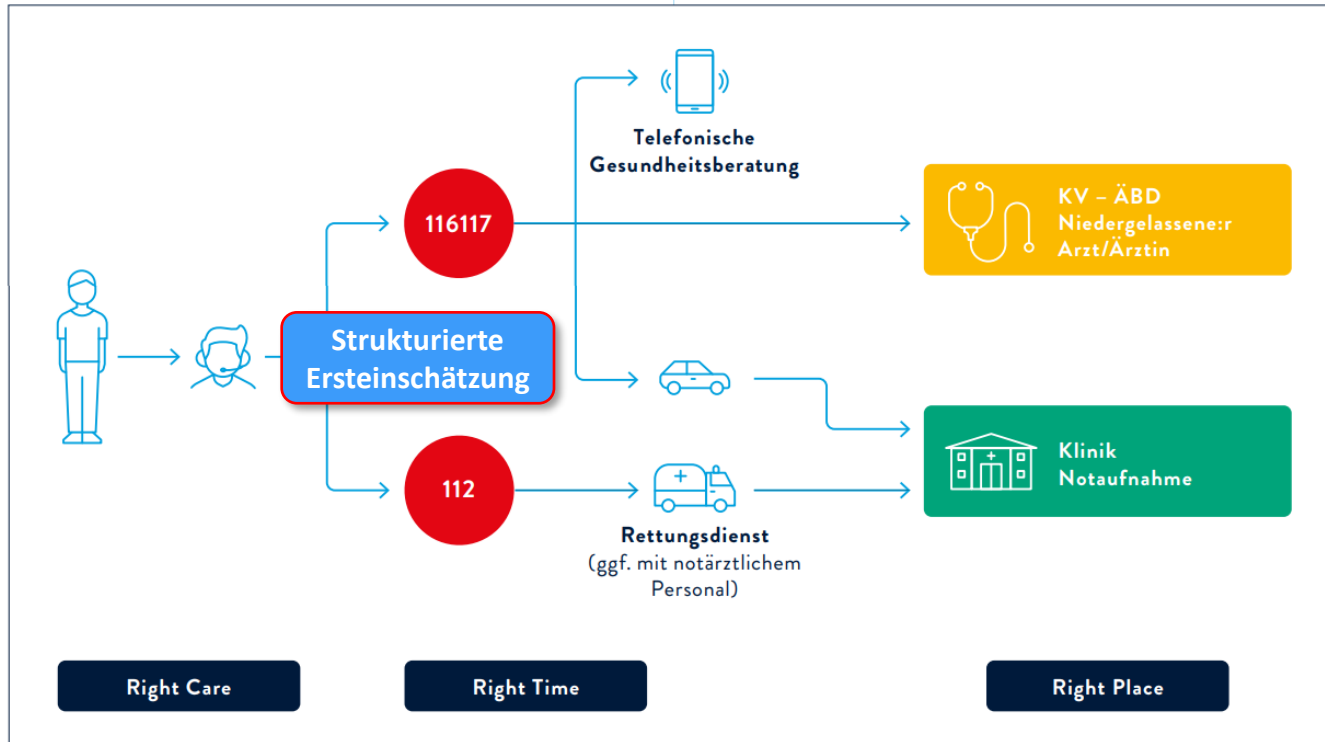 Telefonische
Gesundheitsberatung
116117
KV – ÄBD
Niedergelassene:r
Arzt/Ärztin
Strukturierte
Ersteinschätzung
Klinik
Notaufnahme
112
Rettungsdienst
(ggf. mit notärztlichem
Personal)
Right Care
Right Time
Right Place